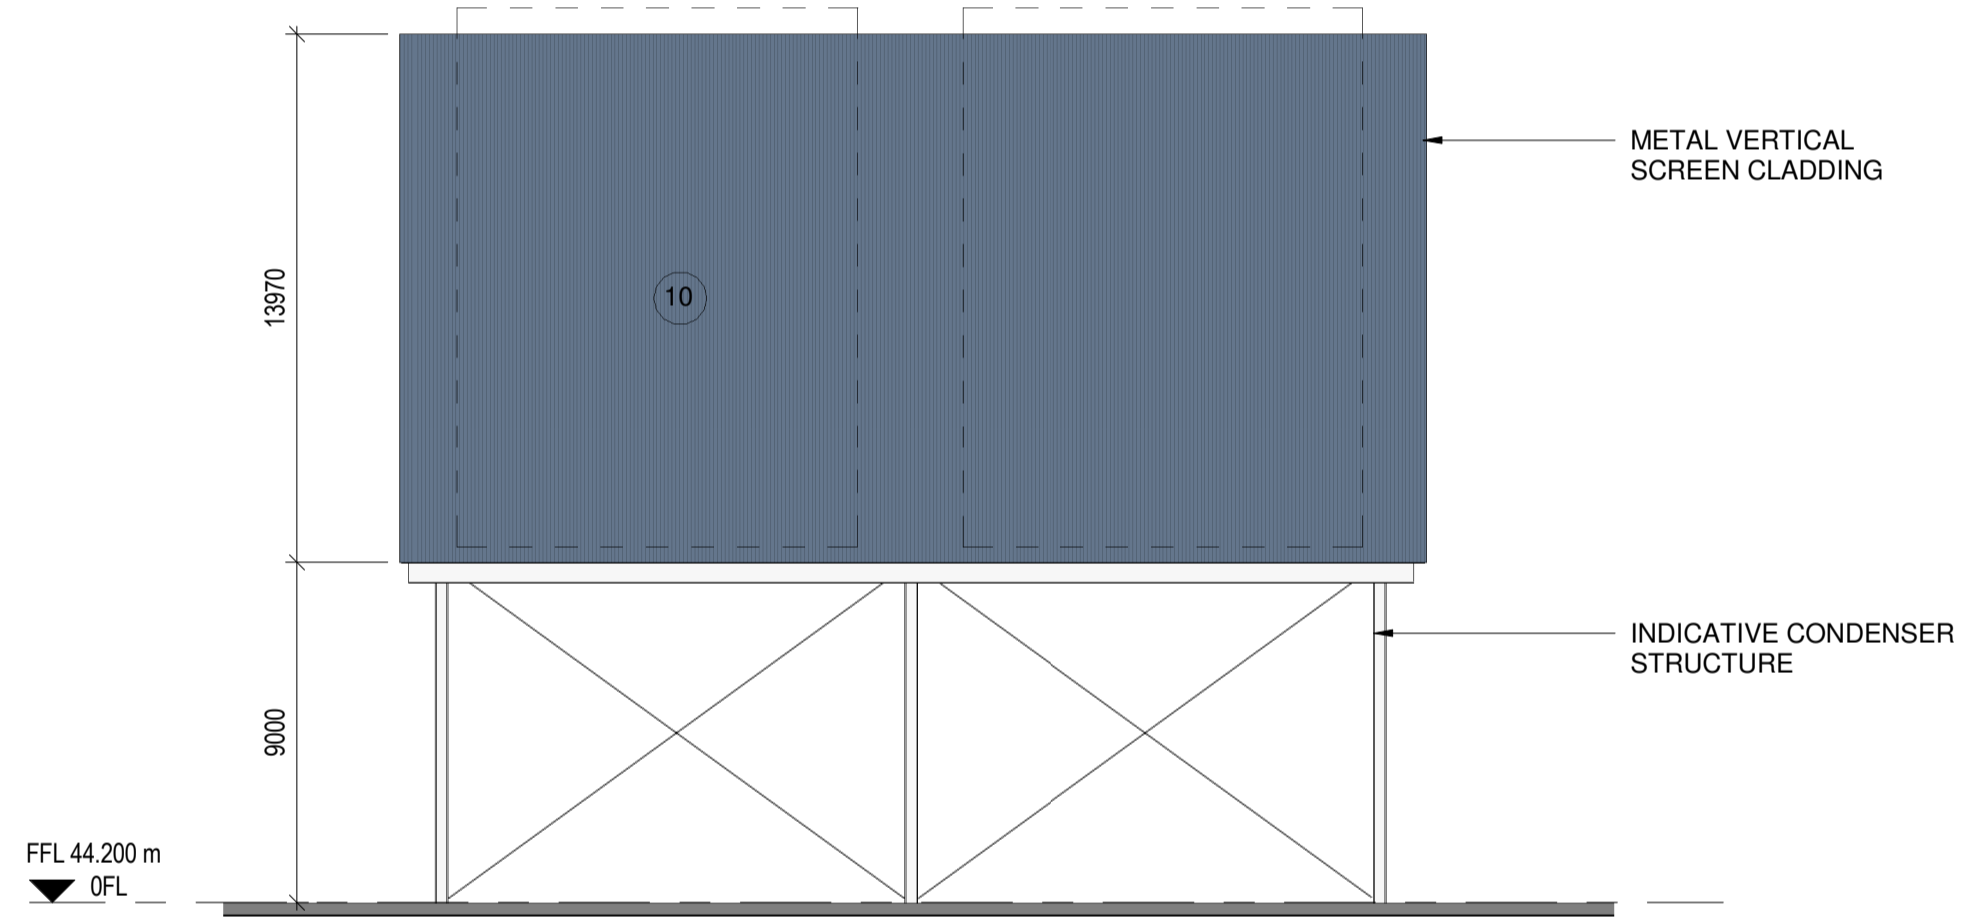 METAL VERTICAL
SCREEN CLADDING
13970
10
INDICATIVE CONDENSER
STRUCTURE
9000
FFL 44.200 m
0FL